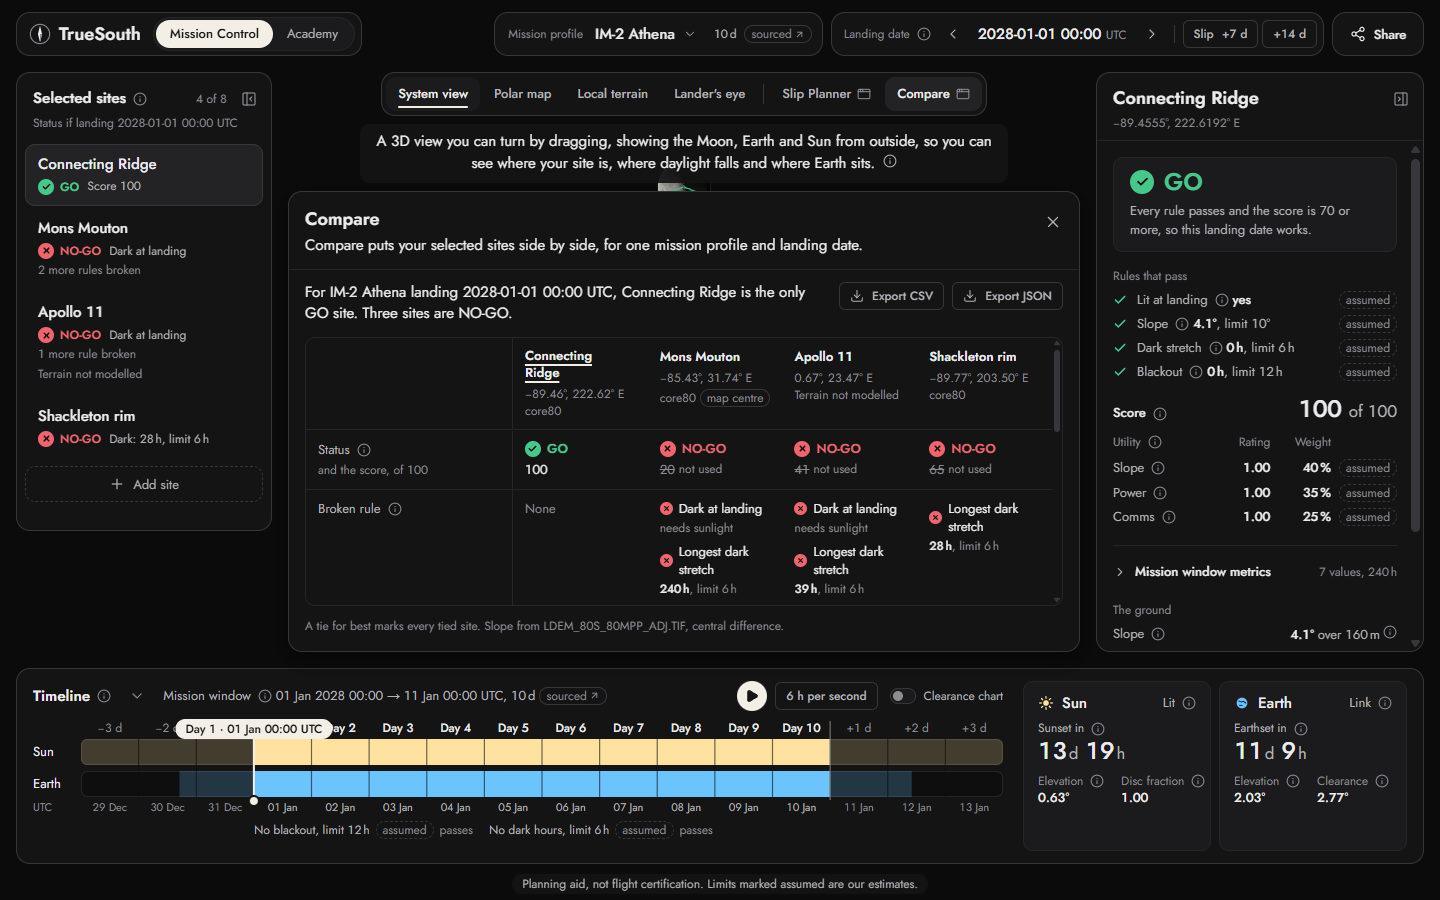 TrueSouth
Mission Control
Academy
Mission profile IM-2 Athena 10 d sourced ↗
Landing date 2028-01-01 00:00 UTC
Slip +7 d
+14 d
Share
Selected sites 4 of 8
Status if landing 2028-01-01 00:00 UTC
Connecting Ridge
GO Score 100
Mons Mouton
NO-GO Dark at landing
2 more rules broken
Apollo 11
NO-GO Dark at landing
1 more rule broken
Terrain not modelled
Shackleton rim
NO-GO Dark: 28 h, limit 6 h
+ Add site
System view
Polar map
Local terrain
Lander's eye
Slip Planner
Compare
A 3D view you can turn by dragging, showing the Moon, Earth and Sun from outside, so you can
see where your site is, where daylight falls and where Earth sits.
Compare
Compare puts your selected sites side by side, for one mission profile and landing date.
For IM-2 Athena landing 2028-01-01 00:00 UTC, Connecting Ridge is the only
GO site. Three sites are NO-GO.
Export CSV
Export JSON
Connecting
Ridge
−89.46°, 222.62° E
core80
Mons Mouton
−85.43°, 31.74° E
core80 map centre
Apollo 11
0.67°, 23.47° E
Terrain not modelled
Shackleton rim
−89.77°, 203.50° E
core80
Status
and the score, of 100
GO
100
NO-GO
20 not used
NO-GO
41 not used
NO-GO
65 not used
Broken rule
None
Dark at landing
needs sunlight
Longest dark
stretch
240 h, limit 6 h
Dark at landing
needs sunlight
Longest dark
stretch
39 h, limit 6 h
Longest dark
stretch
28 h, limit 6 h
A tie for best marks every tied site. Slope from LDEM_80S_80MPP_ADJ.TIF, central difference.
Connecting Ridge
−89.4555°, 222.6192° E
GO
Every rule passes and the score is 70 or
more, so this landing date works.
Rules that pass
Lit at landing yes assumed
Slope 4.1°, limit 10° assumed
Dark stretch 0 h, limit 6 h assumed
Blackout 0 h, limit 12 h assumed
Score 100 of 100
Utility Rating Weight
Slope 1.00 40 % assumed
Power 1.00 35 % assumed
Comms 1.00 25 % assumed
Mission window metrics 7 values, 240 h
The ground
Slope 4.1° over 160 m
Timeline
Mission window 01 Jan 2028 00:00 → 11 Jan 00:00 UTC, 10 d sourced ↗
6 h per second
Clearance chart
−3 d −2 d Day 1 · 01 Jan 00:00 UTC ay 2 Day 3 Day 4 Day 5 Day 6 Day 7 Day 8 Day 9 Day 10 +1 d +2 d +3 d
Sun
Earth
UTC 29 Dec 30 Dec 31 Dec 01 Jan 02 Jan 03 Jan 04 Jan 05 Jan 06 Jan 07 Jan 08 Jan 09 Jan 10 Jan 11 Jan 12 Jan 13 Jan
No blackout, limit 12 h assumed passes No dark hours, limit 6 h assumed passes
Sun Lit
Sunset in
13 d 19 h
Elevation Disc fraction
0.63° 1.00
Earth Link
Earthset in
11 d 9 h
Elevation Clearance
2.03° 2.77°
Planning aid, not flight certification. Limits marked assumed are our estimates.